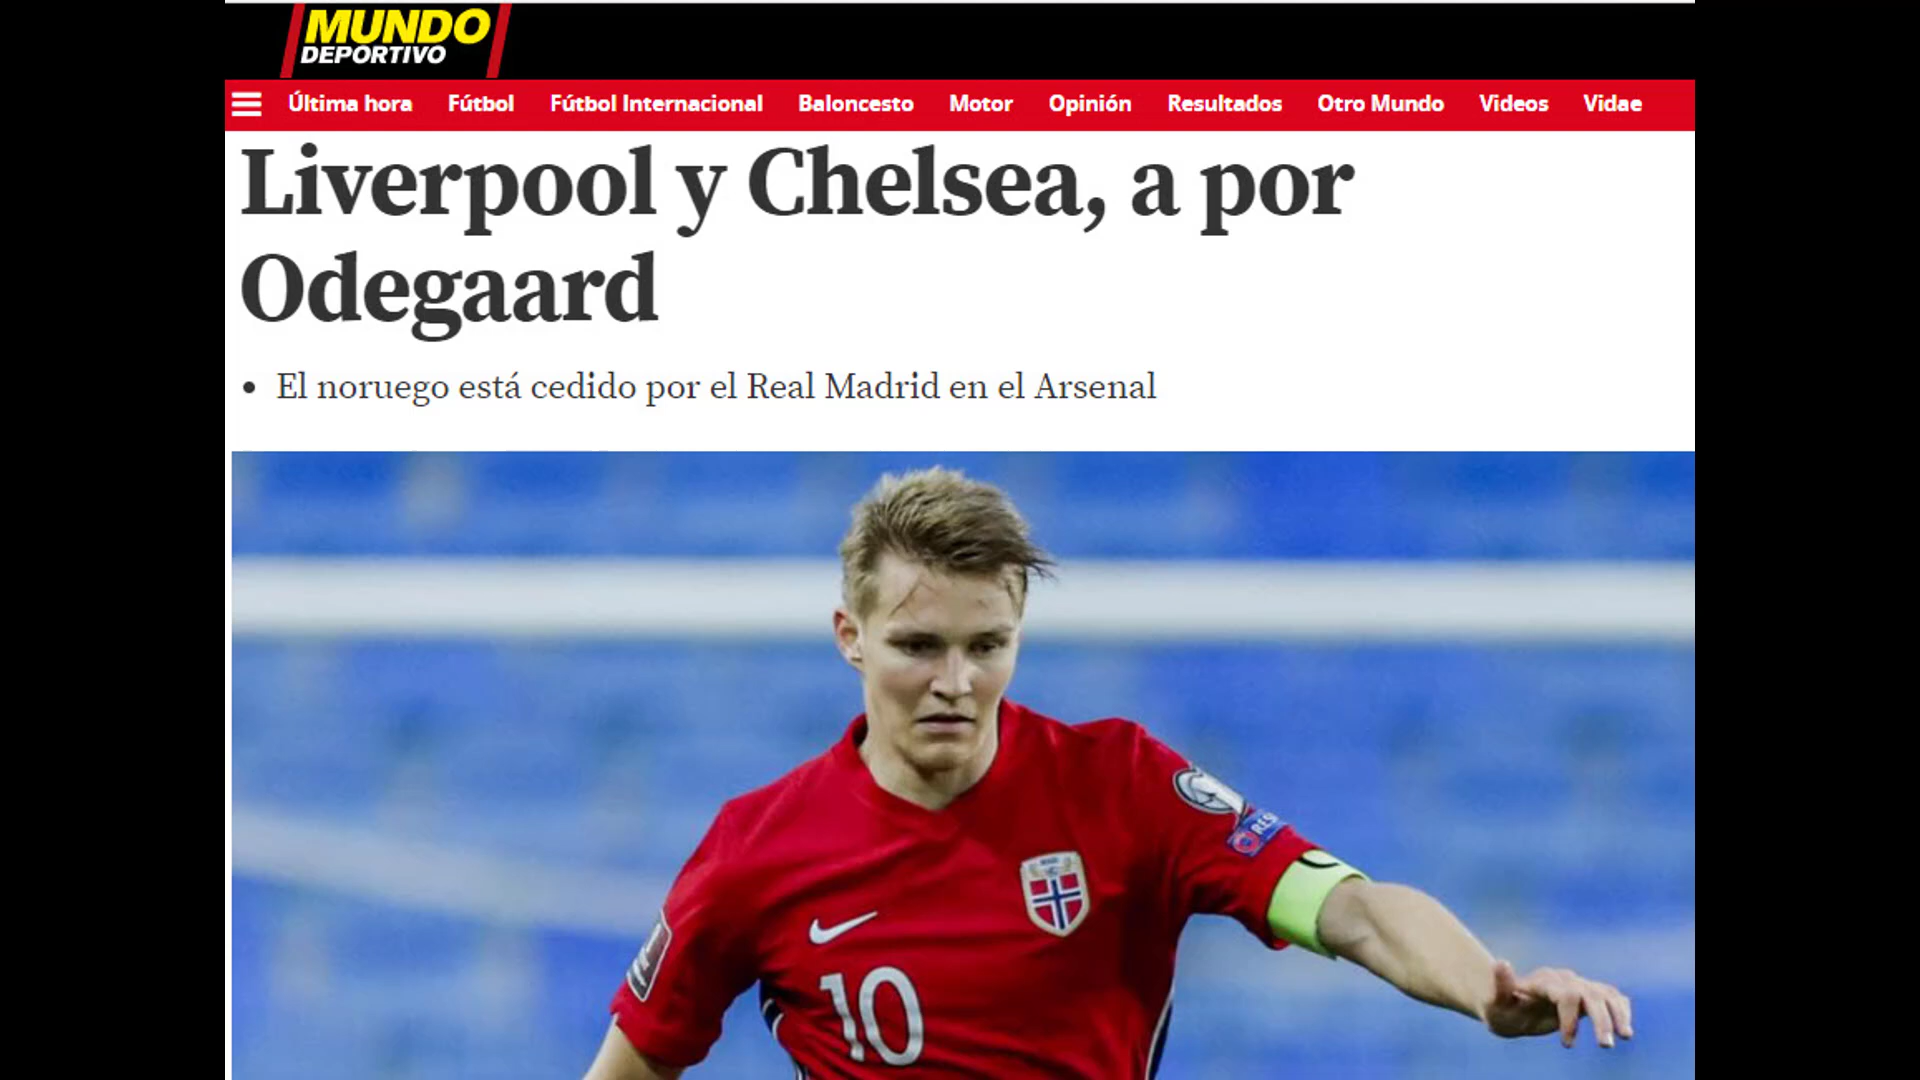 MUNDO
DEPORTIVO
Última hora Fútbol Fútbol Internacional Baloncesto Motor Opinión Resultados Otro Mundo Videos Vidae
Liverpool y Chelsea, a por
Odegaard
• El noruego está cedido por el Real Madrid en el Arsenal
RES
10